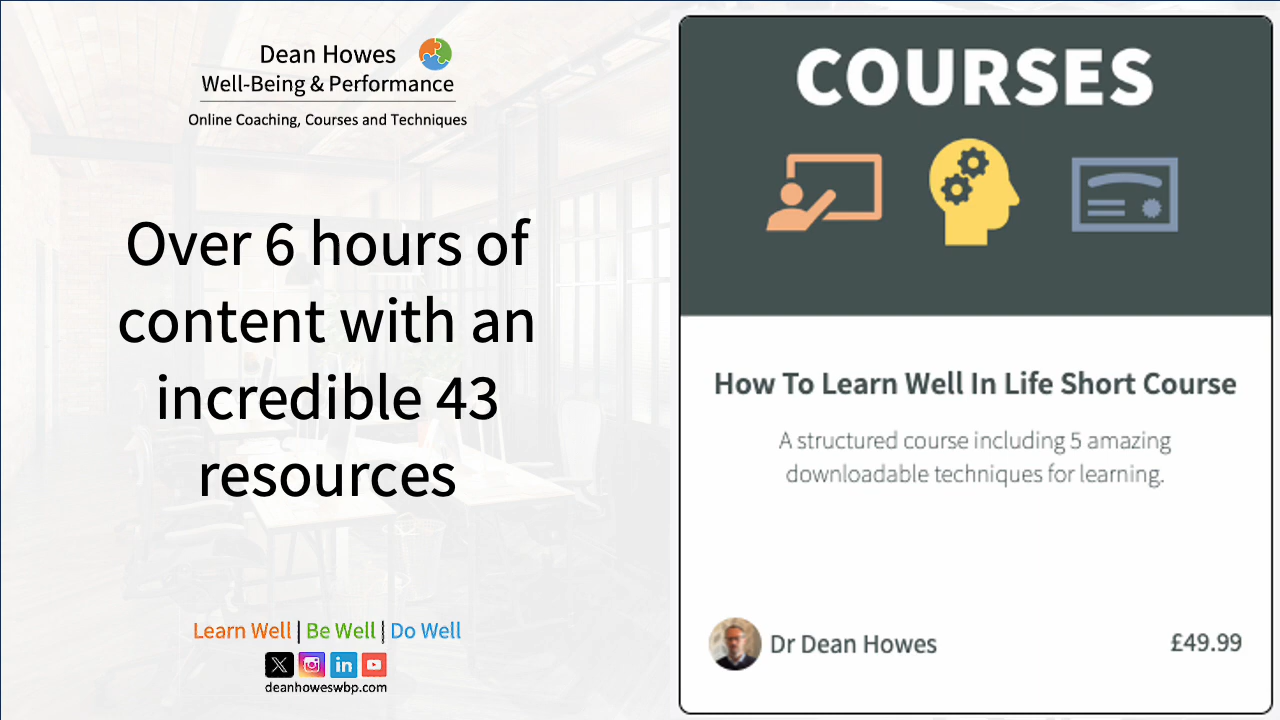 Dean Howes
Well-Being & Performance
Online Coaching, Courses and Techniques
Over 6 hours of
content with an
incredible 43
resources
Learn Well | Be Well | Do Well
deanhoweswbp.com
COURSES
How To Learn Well In Life Short Course
A structured course including 5 amazing
downloadable techniques for learning.
Dr Dean Howes
£49.99